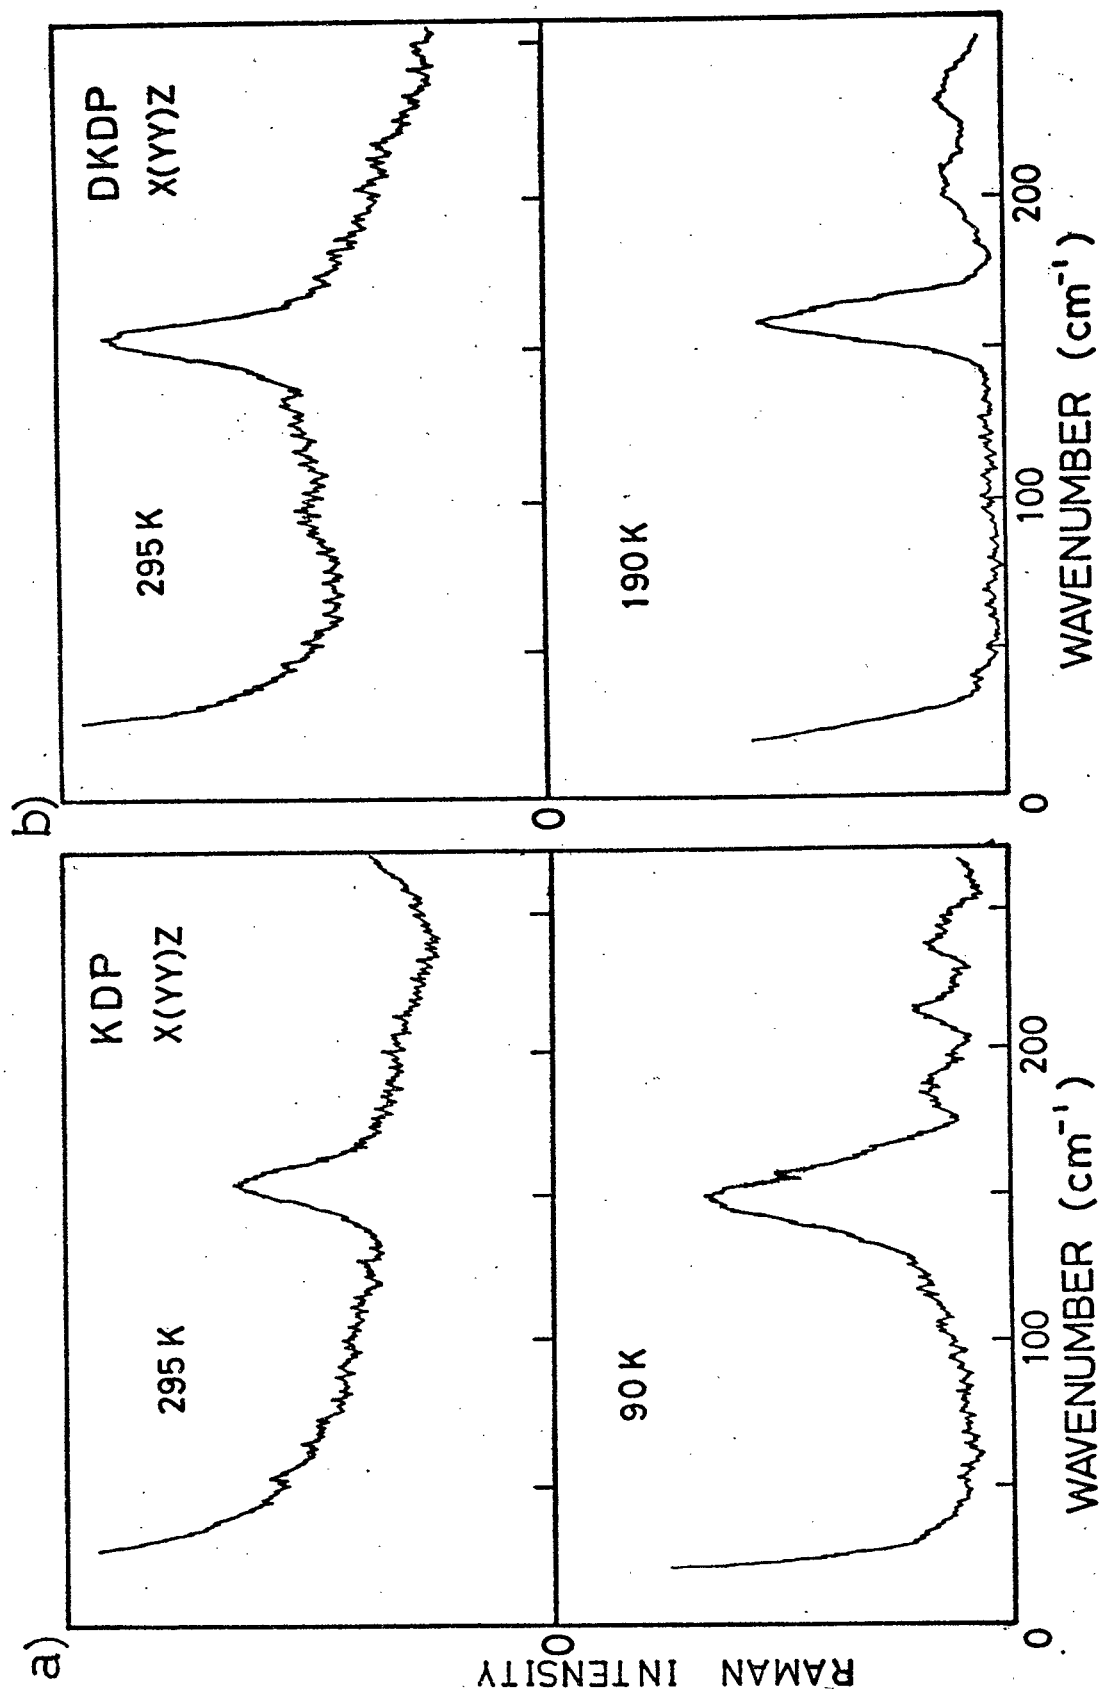 a)
KDP
X(YY)Z
295 K
0
90 K
0
100
200
WAVENUMBER (cm⁻¹)
RAMAN INTENSITY
b)
DKDP
X(YY)Z
295 K
0
190 K
0
100
200
WAVENUMBER (cm⁻¹)